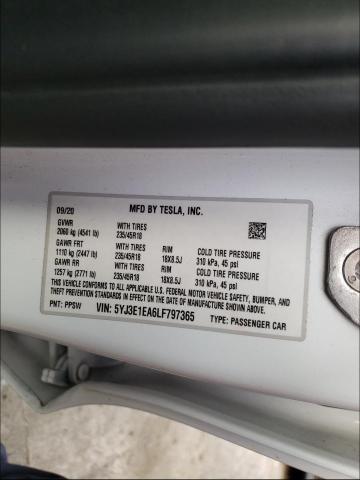 09/20 MFD BY TESLA, INC.
GVWR WITH TIRES
2060 kg (4541 lb) 235/45R18
GAWR FRT WITH TIRES RIM COLD TIRE PRESSURE
1110 kg (2447 lb) 235/45R18 18X8.5J 310 kPa, 45 psi
GAWR RR WITH TIRES RIM COLD TIRE PRESSURE
1257 kg (2771 lb) 235/45R18 18X8.5J 310 kPa, 45 psi
THIS VEHICLE CONFORMS TO ALL APPLICABLE U.S. FEDERAL MOTOR VEHICLE SAFETY, BUMPER, AND
THEFT PREVENTION STANDARDS IN EFFECT ON THE DATE OF MANUFACTURE SHOWN ABOVE.
PNT: PPSW VIN: 5YJ3E1EA6LF797365 TYPE: PASSENGER CAR